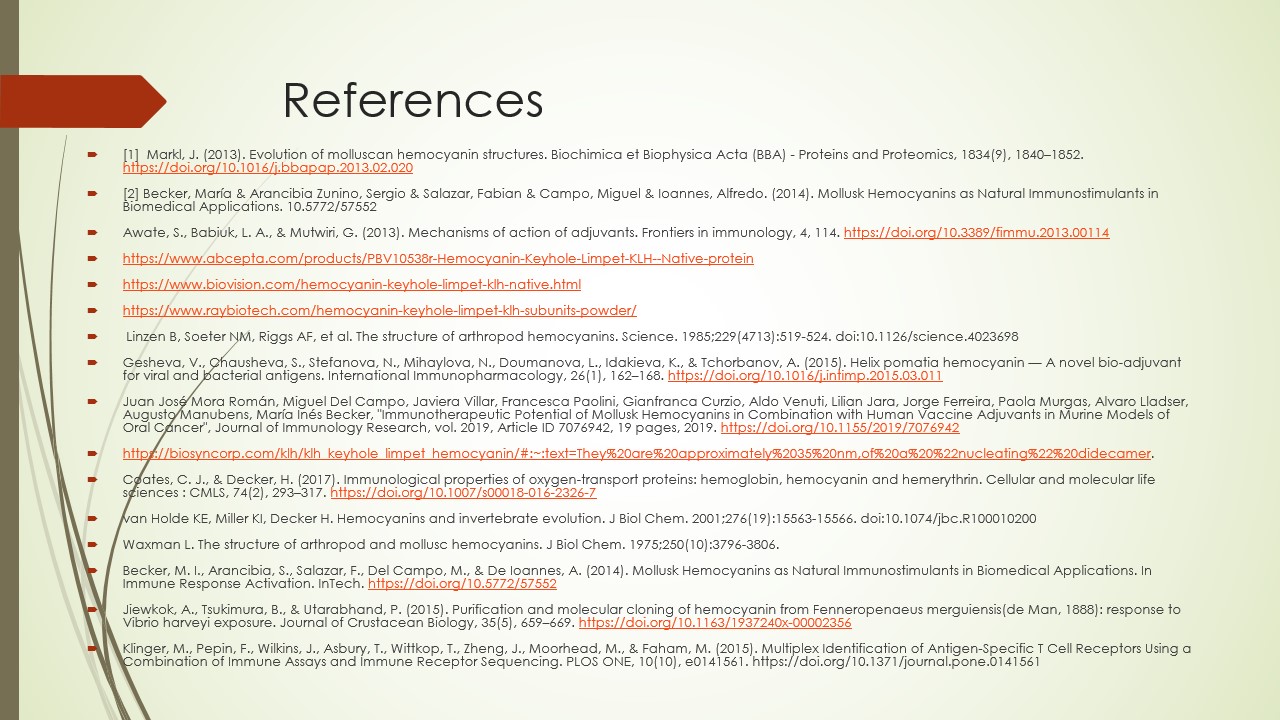 References
[1]  Markl, J. (2013). Evolution of molluscan hemocyanin structures. Biochimica et Biophysica Acta (BBA) - Proteins and Proteomics, 1834(9), 1840–1852.
https://doi.org/10.1016/j.bbapap.2013.02.020
[2] Becker, María & Arancibia Zunino, Sergio & Salazar, Fabian & Campo, Miguel & Ioannes, Alfredo. (2014). Mollusk Hemocyanins as Natural Immunostimulants in
Biomedical Applications. 10.5772/57552
Awate, S., Babiuk, L. A., & Mutwiri, G. (2013). Mechanisms of action of adjuvants. Frontiers in immunology, 4, 114. https://doi.org/10.3389/fimmu.2013.00114
https://www.abcepta.com/products/PBV10538r-Hemocyanin-Keyhole-Limpet-KLH--Native-protein
https://www.biovision.com/hemocyanin-keyhole-limpet-klh-native.html
https://www.raybiotech.com/hemocyanin-keyhole-limpet-klh-subunits-powder/
Linzen B, Soeter NM, Riggs AF, et al. The structure of arthropod hemocyanins. Science. 1985;229(4713):519-524. doi:10.1126/science.4023698
Gesheva, V., Chausheva, S., Stefanova, N., Mihaylova, N., Doumanova, L., Idakieva, K., & Tchorbanov, A. (2015). Helix pomatia hemocyanin — A novel bio-adjuvant
for viral and bacterial antigens. International Immunopharmacology, 26(1), 162–168. https://doi.org/10.1016/j.intimp.2015.03.011
Juan José Mora Román, Miguel Del Campo, Javiera Villar, Francesca Paolini, Gianfranca Curzio, Aldo Venuti, Lilian Jara, Jorge Ferreira, Paola Murgas, Alvaro Lladser,
Augusto Manubens, María Inés Becker, "Immunotherapeutic Potential of Mollusk Hemocyanins in Combination with Human Vaccine Adjuvants in Murine Models of
Oral Cancer", Journal of Immunology Research, vol. 2019, Article ID 7076942, 19 pages, 2019. https://doi.org/10.1155/2019/7076942
https://biosyncorp.com/klh/klh_keyhole_limpet_hemocyanin/#:~:text=They%20are%20approximately%2035%20nm,of%20a%20%22nucleating%22%20didecamer.
Coates, C. J., & Decker, H. (2017). Immunological properties of oxygen-transport proteins: hemoglobin, hemocyanin and hemerythrin. Cellular and molecular life
sciences : CMLS, 74(2), 293–317. https://doi.org/10.1007/s00018-016-2326-7
van Holde KE, Miller KI, Decker H. Hemocyanins and invertebrate evolution. J Biol Chem. 2001;276(19):15563-15566. doi:10.1074/jbc.R100010200
Waxman L. The structure of arthropod and mollusc hemocyanins. J Biol Chem. 1975;250(10):3796-3806.
Becker, M. I., Arancibia, S., Salazar, F., Del Campo, M., & De Ioannes, A. (2014). Mollusk Hemocyanins as Natural Immunostimulants in Biomedical Applications. In
Immune Response Activation. InTech. https://doi.org/10.5772/57552
Jiewkok, A., Tsukimura, B., & Utarabhand, P. (2015). Purification and molecular cloning of hemocyanin from Fenneropenaeus merguiensis(de Man, 1888): response to
Vibrio harveyi exposure. Journal of Crustacean Biology, 35(5), 659–669. https://doi.org/10.1163/1937240x-00002356
Klinger, M., Pepin, F., Wilkins, J., Asbury, T., Wittkop, T., Zheng, J., Moorhead, M., & Faham, M. (2015). Multiplex Identification of Antigen-Specific T Cell Receptors Using a
Combination of Immune Assays and Immune Receptor Sequencing. PLOS ONE, 10(10), e0141561. https://doi.org/10.1371/journal.pone.0141561